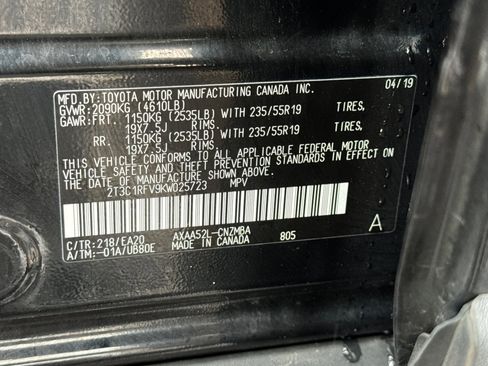 MFD.BY:TOYOTA MOTOR MANUFACTURING CANADA INC. 04/19
GVWR:2090KG (4610LB)
GAWR:FRT. 1150KG (2535LB) WITH 235/55R19 TIRES,
19X7.5J RIMS
RR. 1150KG (2535LB) WITH 235/55R19 TIRES,
19X7.5J RIMS
THIS VEHICLE CONFORMS TO ALL APPLICABLE FEDERAL MOTOR
VEHICLE SAFETY AND THEFT PREVENTION STANDARDS IN EFFECT
ON THE DATE OF MANUFACTURE SHOWN ABOVE.
2T3C1RFV9KW025723 MPV
A
C/TR:218/EA20 AXAA52L-CNZMBA 805
A/TM:-01A/UB80E MADE IN CANADA